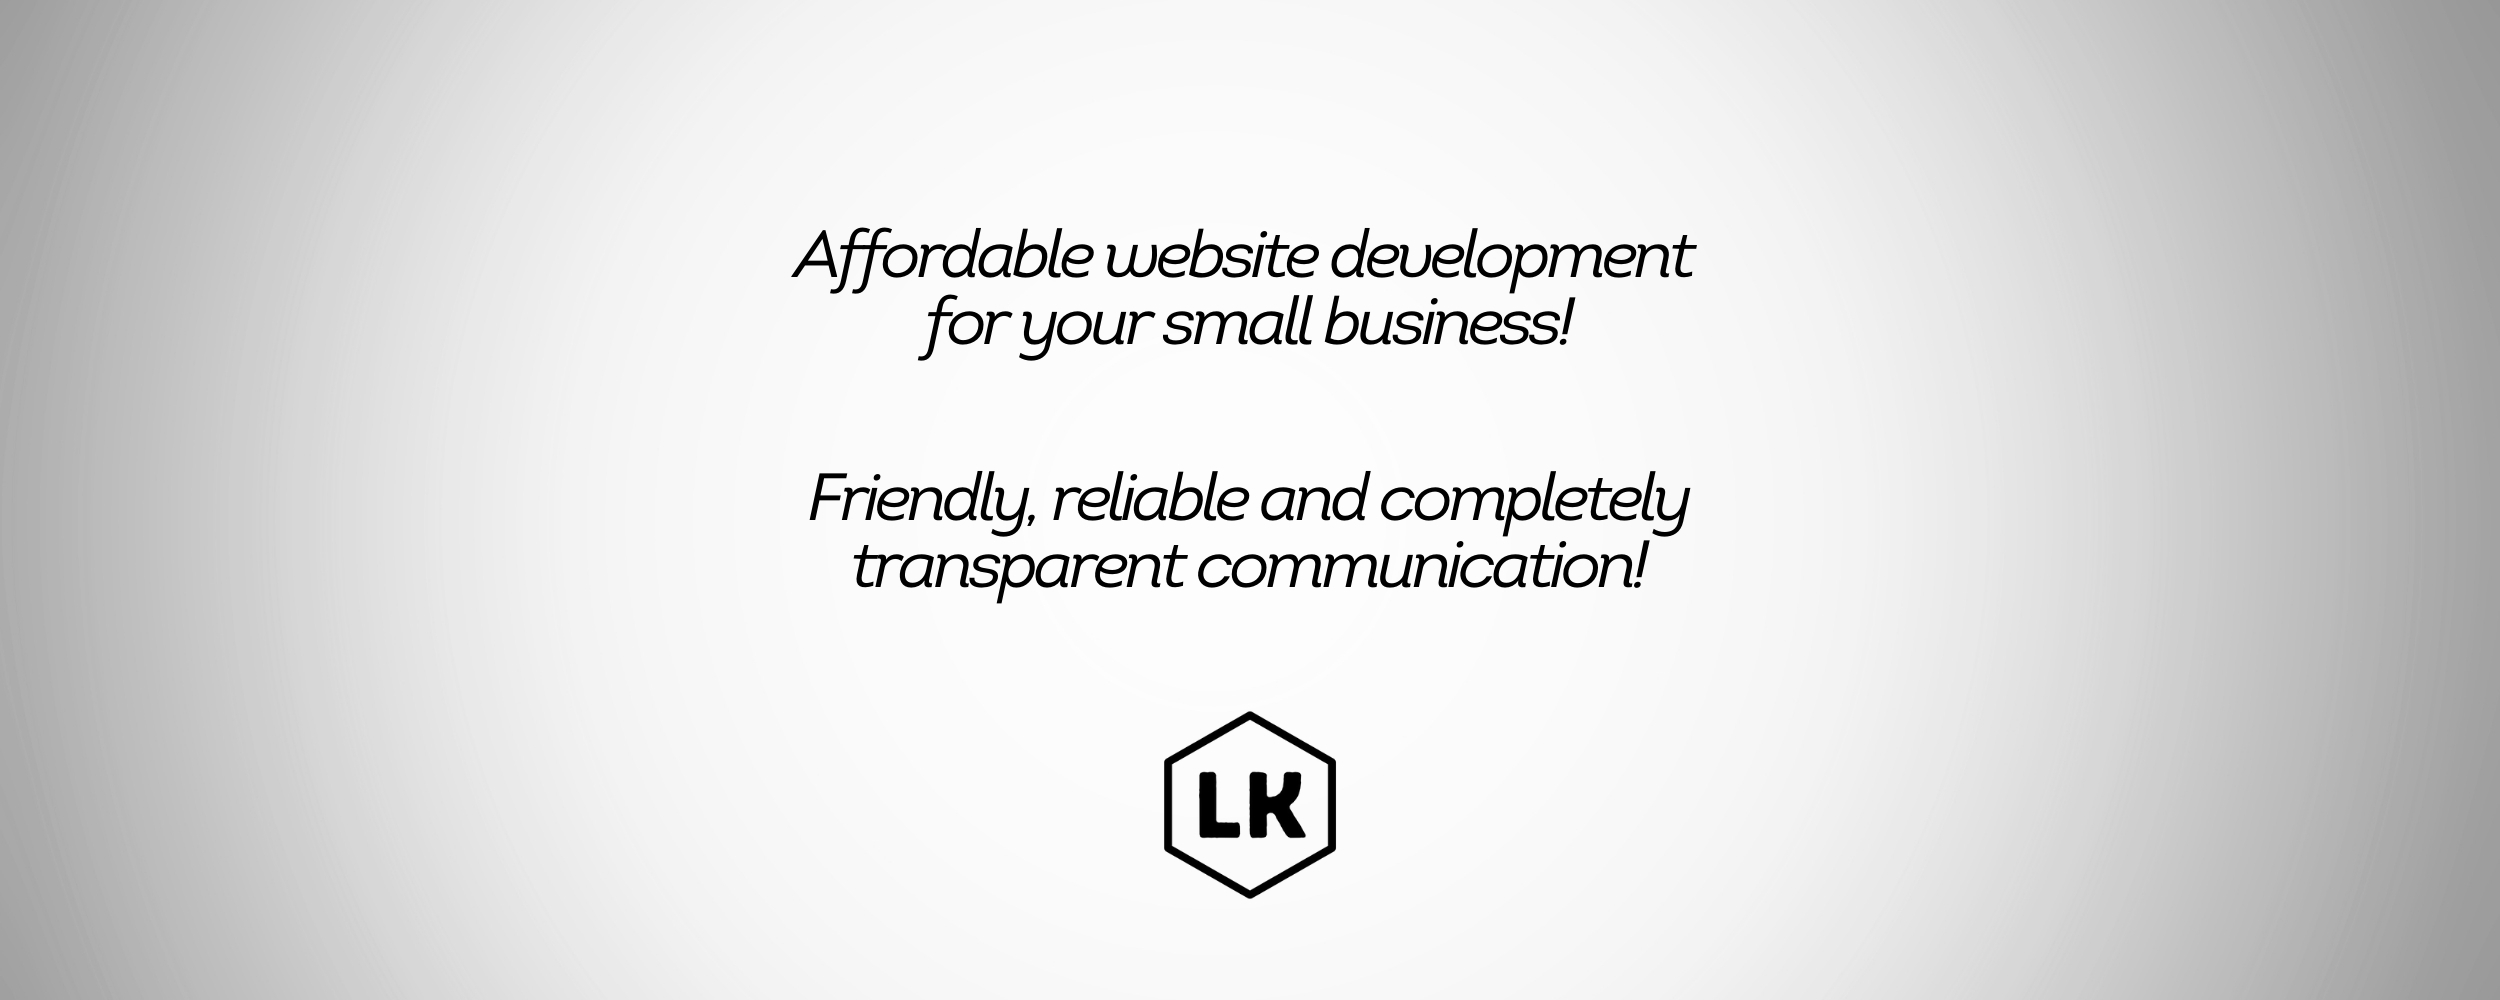 Affordable website development
for your small business!
Friendly, reliable and completely
transparent communication!
LK